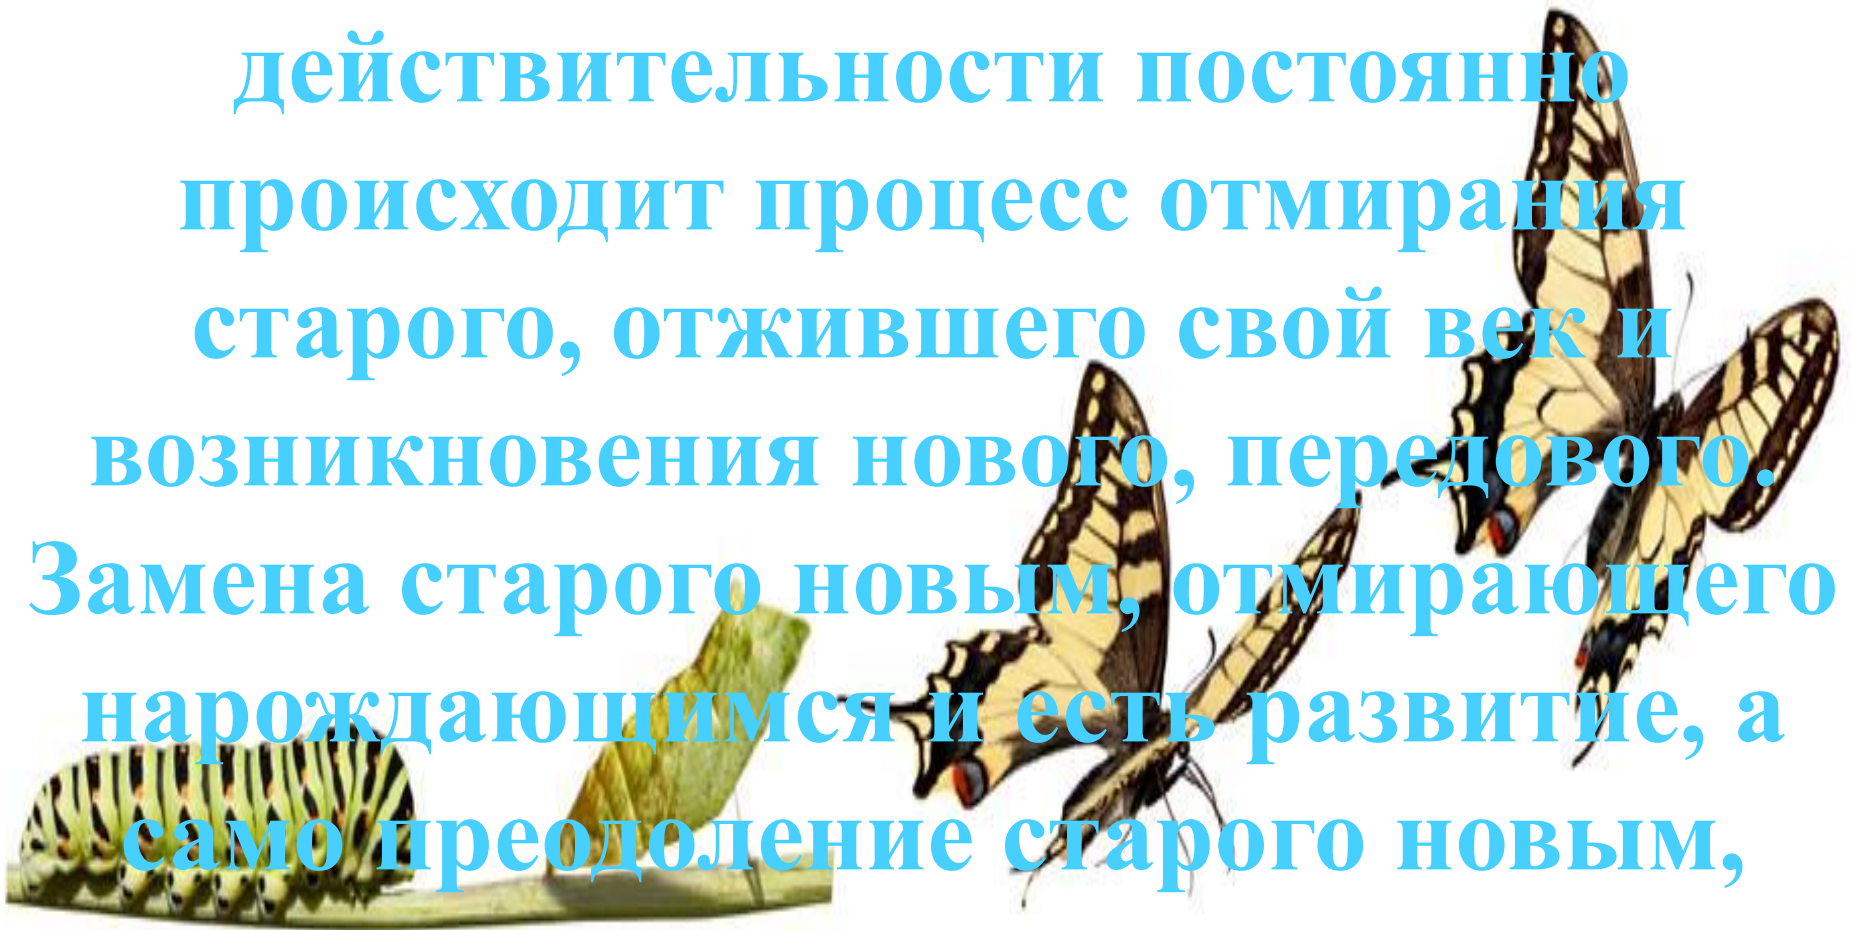 действительности постоянно
происходит процесс отмирания
старого, отжившего свой век и
возникновения нового, передового.
Замена старого новым, отмирающего
нарождающимся и есть развитие, а
само преодоление старого новым,